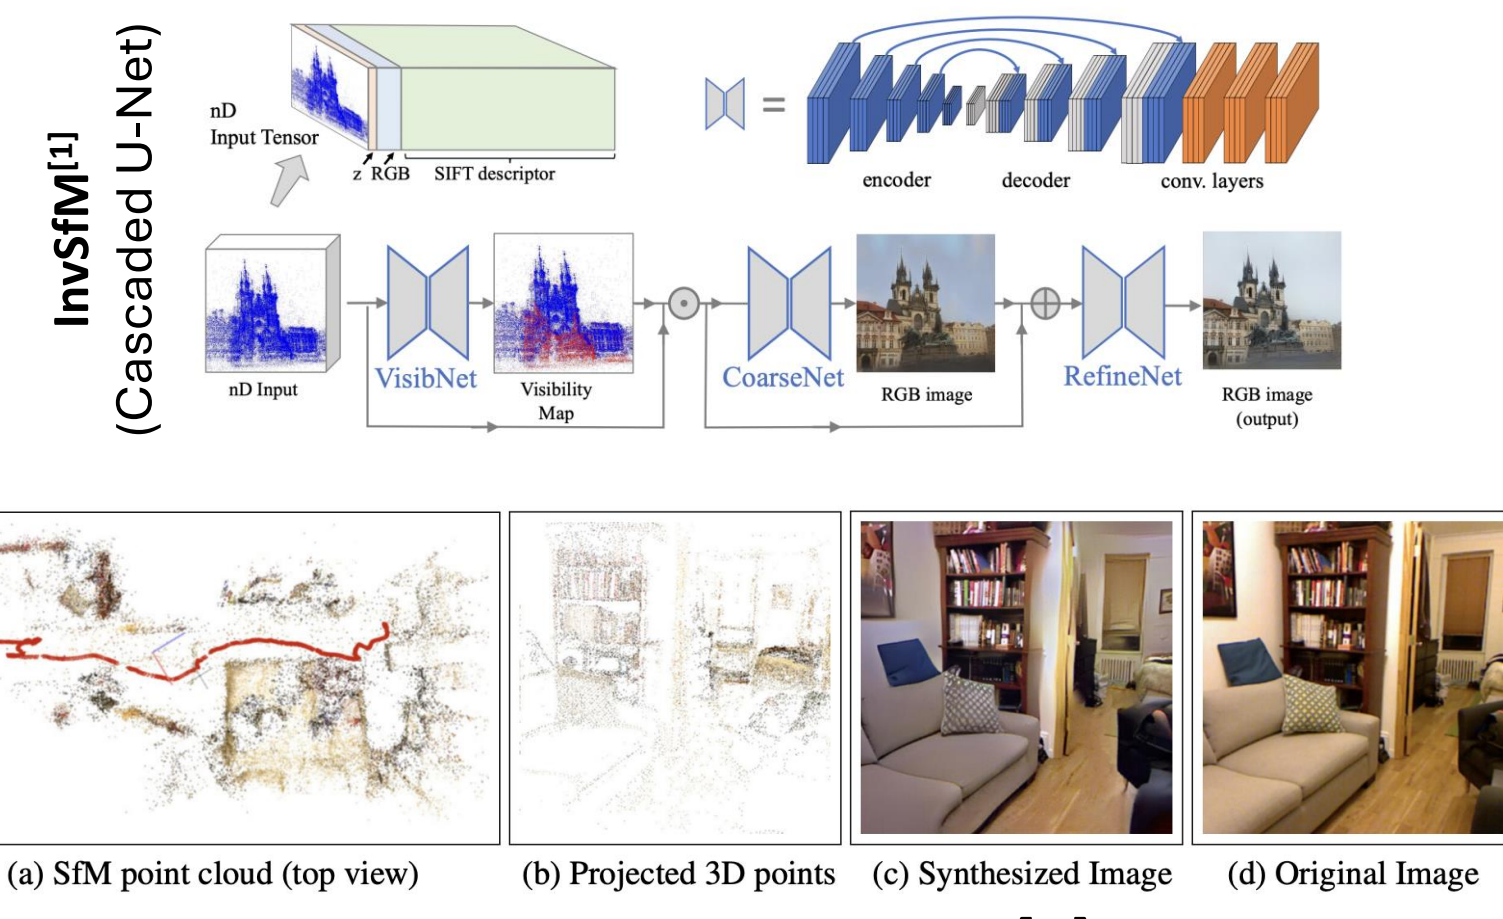 InvSfM[1]
(Cascaded U-Net)
nD
Input Tensor
z RGB SIFT descriptor
=
encoder decoder conv. layers
VisibNet
CoarseNet
RefineNet
nD Input
Visibility
Map
RGB image
RGB image
(output)
(a) SfM point cloud (top view)
(b) Projected 3D points
(c) Synthesized Image
(d) Original Image